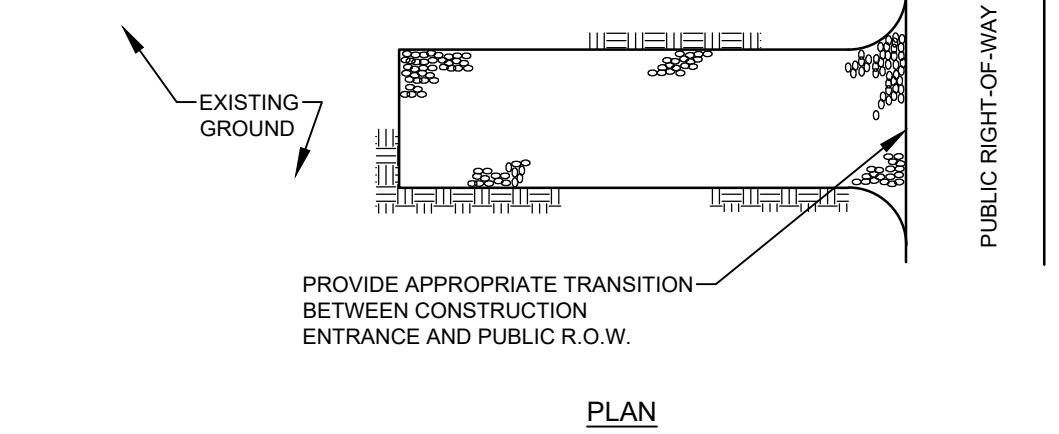 EXISTING
GROUND
PUBLIC RIGHT-OF-WAY
PROVIDE APPROPRIATE TRANSITION
BETWEEN CONSTRUCTION
ENTRANCE AND PUBLIC R.O.W.
PLAN